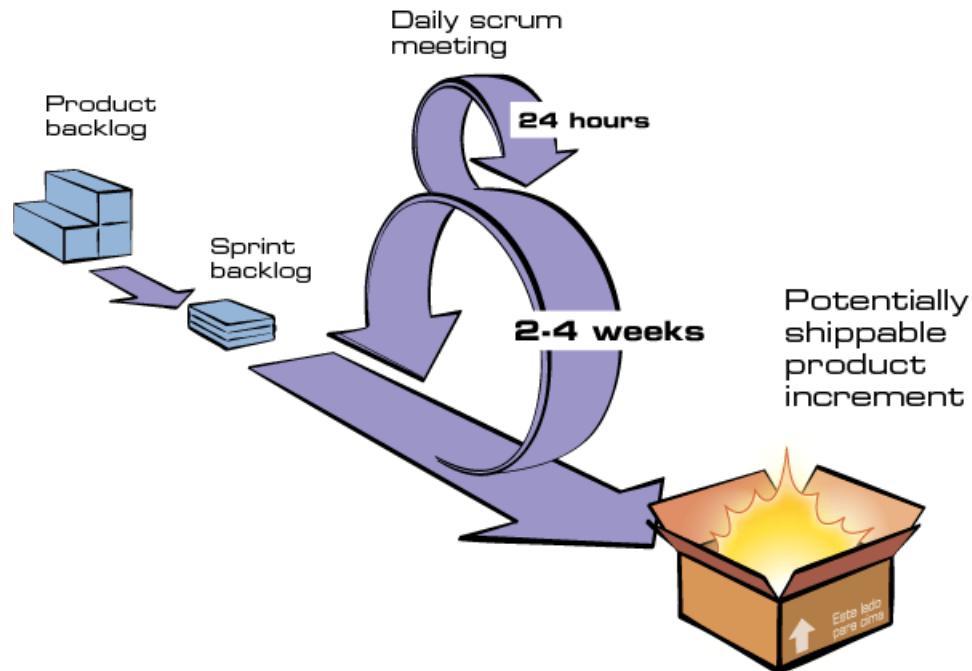 Daily scrum
meeting
24 hours
Product
backlog
Sprint
backlog
2-4 weeks
Potentially
shippable
product
increment
Este lado
para cima